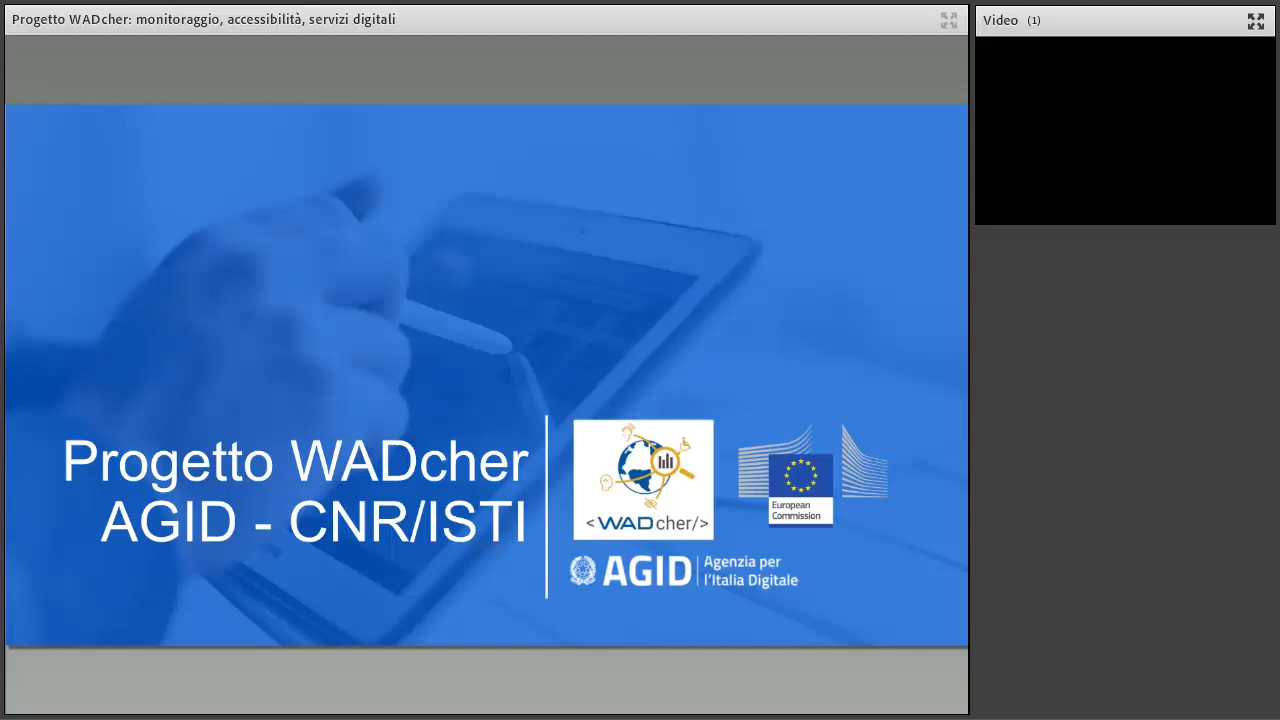 Progetto WADcher: monitoraggio, accessibilità, servizi digitali
Video (1)
Progetto WADcher
AGID - CNR/ISTI
<WADcher/>
European
Commission
AGID
Agenzia per
l'Italia Digitale